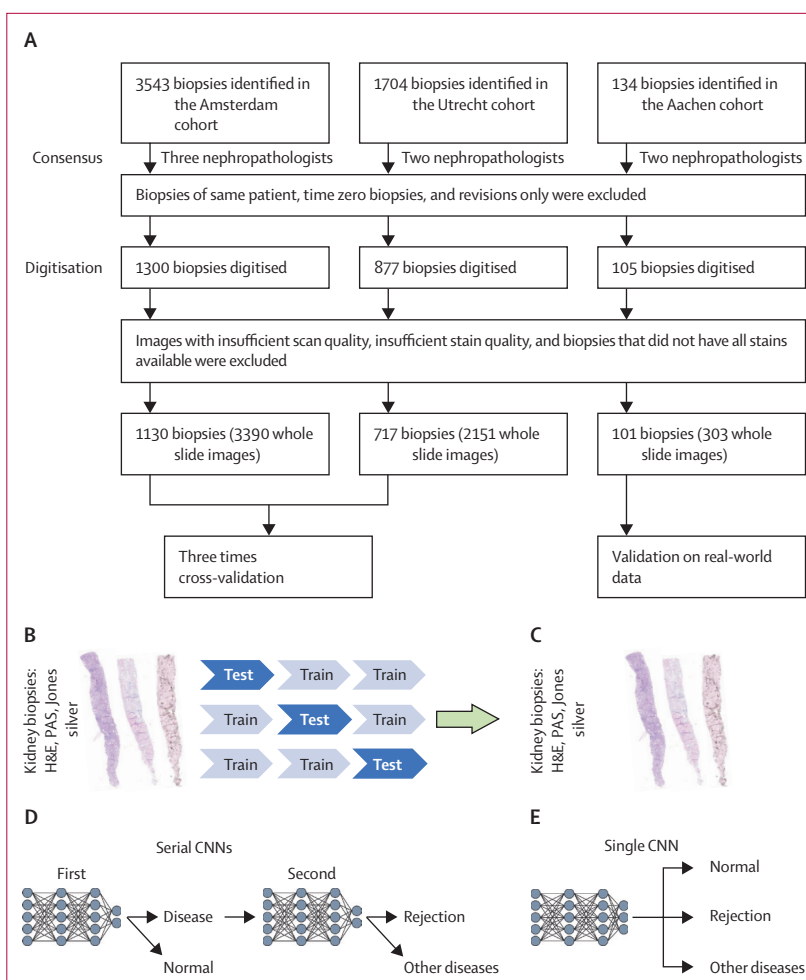 A
3543 biopsies identified in
the Amsterdam
cohort
1704 biopsies identified in
the Utrecht cohort
134 biopsies identified in
the Aachen cohort
Consensus
Three nephropathologists
Two nephropathologists
Two nephropathologists
Biopsies of same patient, time zero biopsies, and revisions only were excluded
Digitisation
1300 biopsies digitised
877 biopsies digitised
105 biopsies digitised
Images with insufficient scan quality, insufficient stain quality, and biopsies that did not have all stains
available were excluded
1130 biopsies (3390 whole
slide images)
717 biopsies (2151 whole
slide images)
101 biopsies (303 whole
slide images)
Three times
cross-validation
Validation on real-world
data
B
Kidney biopsies:
H&E, PAS, Jones
silver
Test Train Train
Train Test Train
Train Train Test
C
Kidney biopsies:
H&E, PAS, Jones
silver
D
Serial CNNs
First
Second
Disease
Normal
Rejection
Other diseases
E
Single CNN
Normal
Rejection
Other diseases